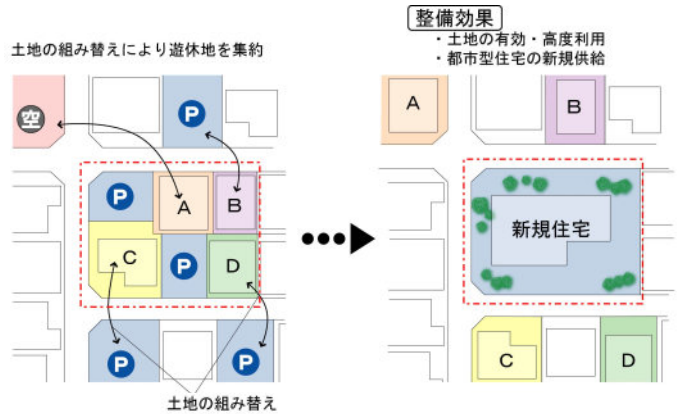 整備効果
・土地の有効・高度利用
・都市型住宅の新規供給
土地の組み替えにより遊休地を集約
空
P
A
B
P
A
B
C
P
D
新規住宅
P
P
C
D
土地の組み替え